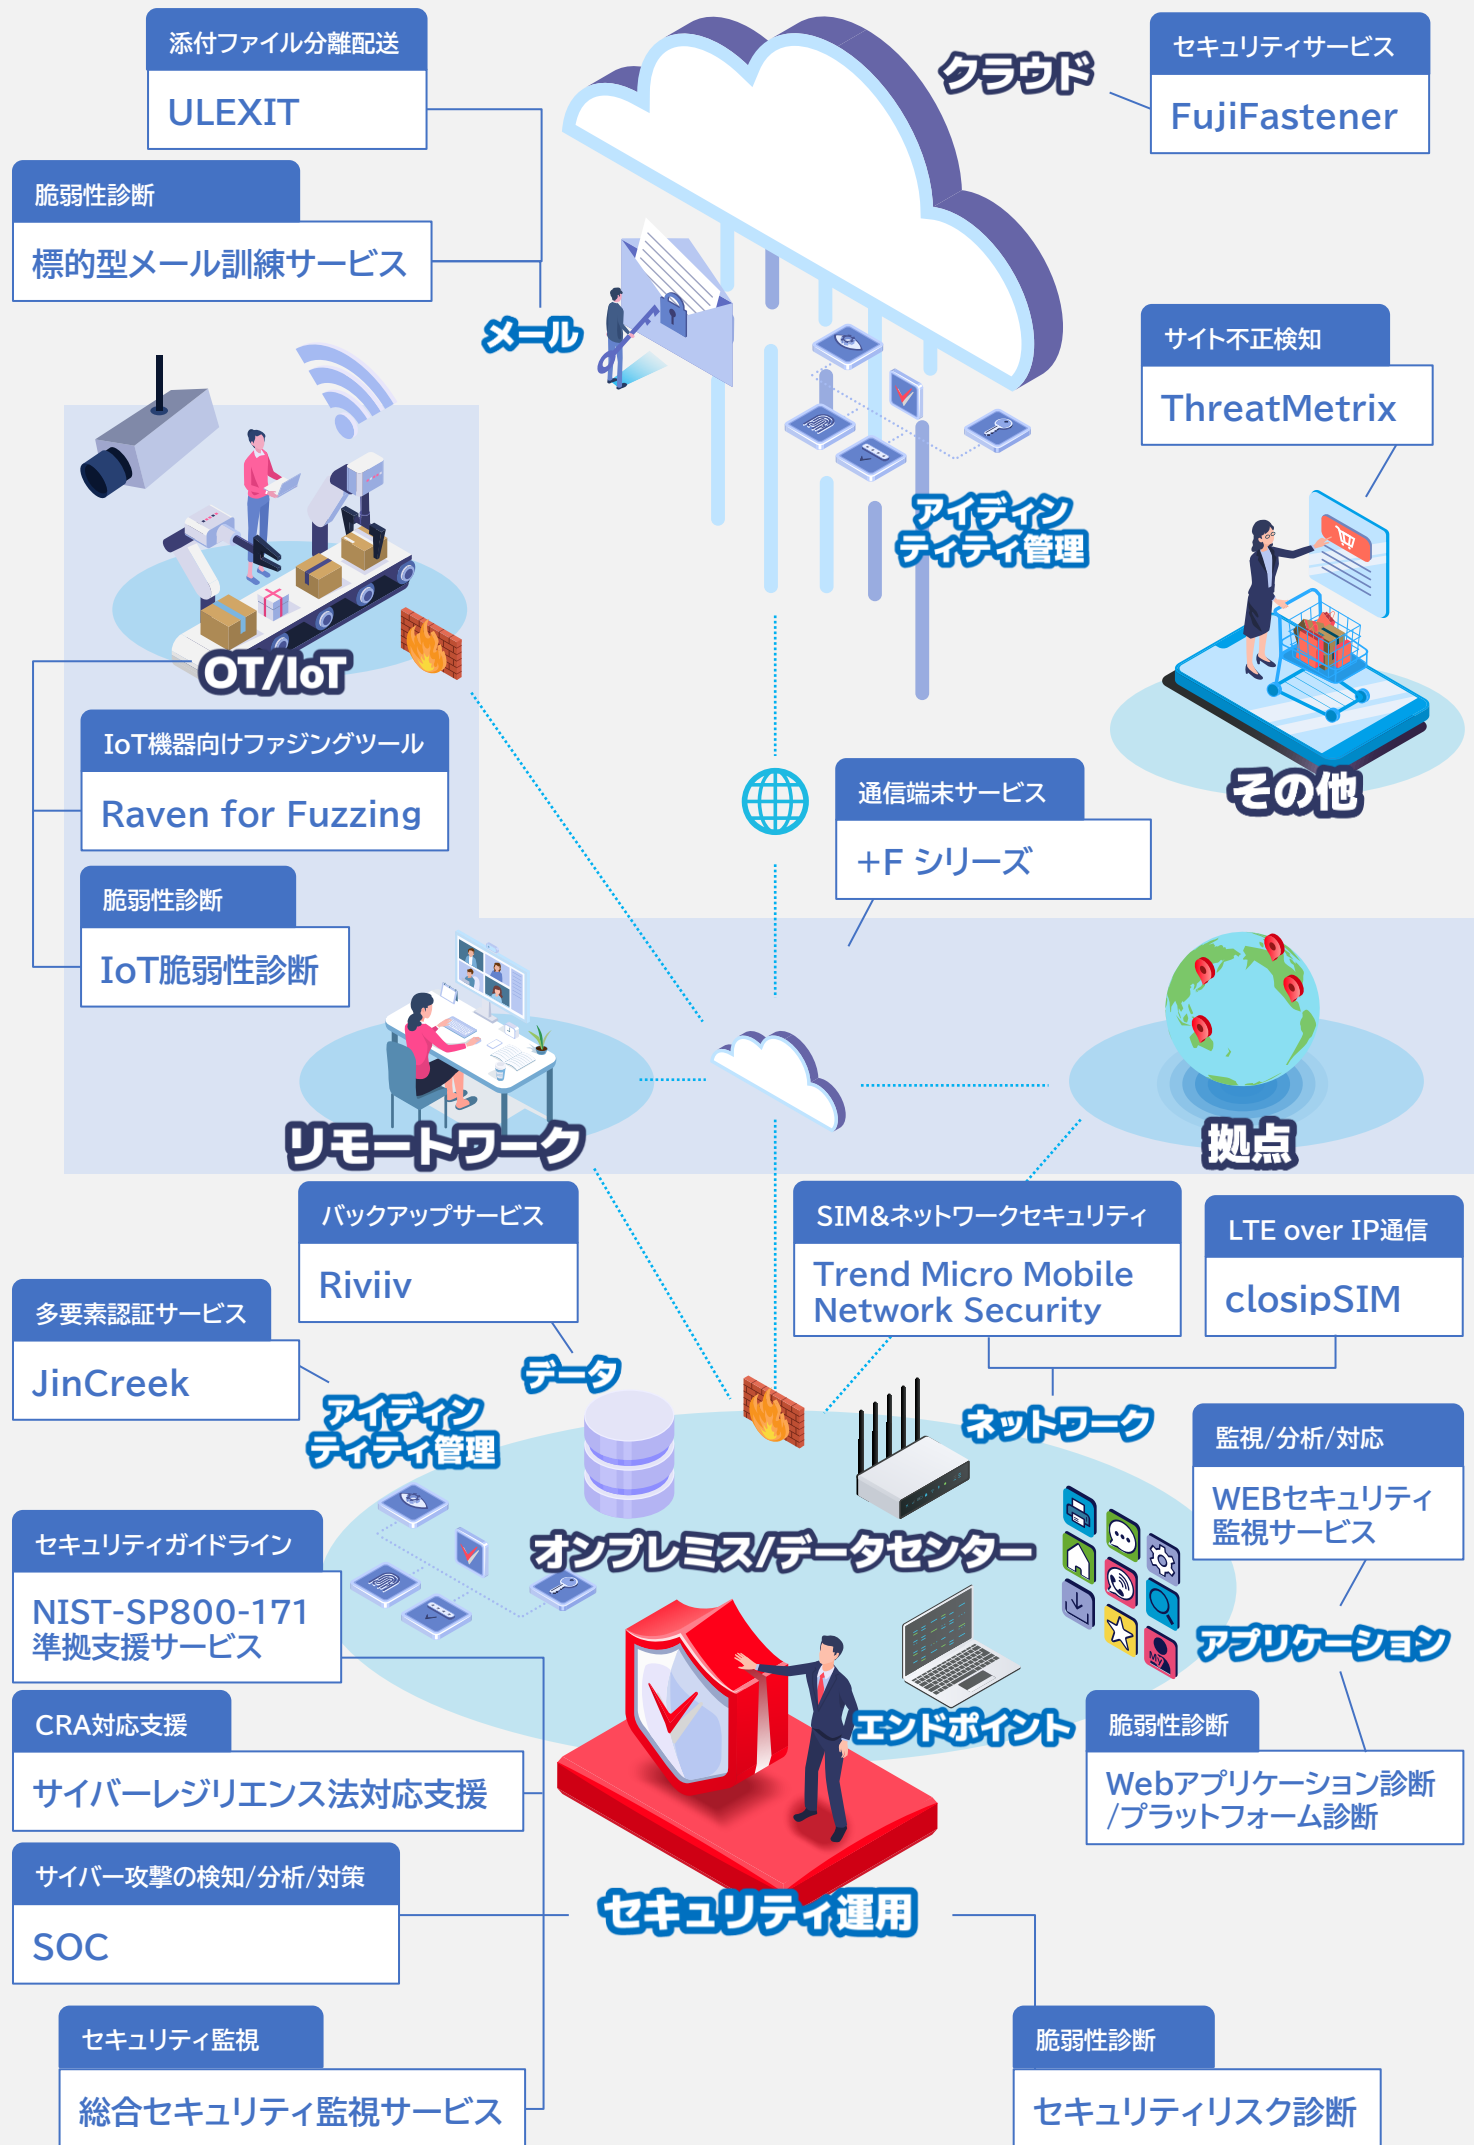 添付ファイル分離配送
ULEXIT
クラウド
セキュリティサービス
FujiFastener
脆弱性診断
標的型メール訓練サービス
メール
サイト不正検知
ThreatMetrix
アイディン
ティティ管理
OT/IoT
IoT機器向けファジングツール
Raven for Fuzzing
脆弱性診断
IoT脆弱性診断
通信端末サービス
+F シリーズ
その他
リモートワーク
拠点
バックアップサービス
Riviiv
SIM&ネットワークセキュリティ
Trend Micro Mobile
Network Security
LTE over IP通信
closipSIM
多要素認証サービス
JinCreek
データ
アイディン
ティティ管理
ネットワーク
監視/分析/対応
WEBセキュリティ
監視サービス
セキュリティガイドライン
NIST-SP800-171
準拠支援サービス
オンプレミス/データセンター
アプリケーション
エンドポイント
CRA対応支援
サイバーレジリエンス法対応支援
脆弱性診断
Webアプリケーション診断
/プラットフォーム診断
サイバー攻撃の検知/分析/対策
SOC
セキュリティ運用
セキュリティ監視
総合セキュリティ監視サービス
脆弱性診断
セキュリティリスク診断